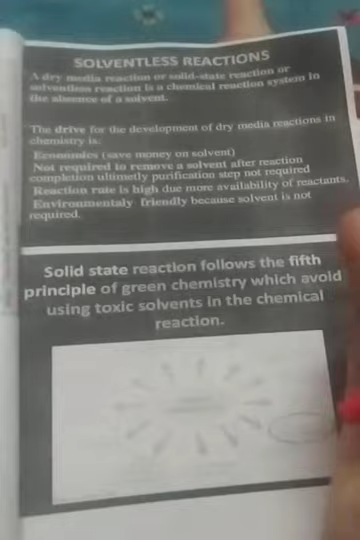 SOLVENTLESS REACTIONS
A dry media reaction or solid-state reaction or
solventless reaction is a chemical reaction system in
the absence of a solvent.
The drive for the development of dry media reactions in
chemistry is:
Economics (save money on solvent)
Not required to remove a solvent after reaction
completion ultimetly purification step not required
Reaction rate is high due more availability of reactants.
Environmentaly friendly because solvent is not
required.
Solid state reaction follows the fifth
principle of green chemistry which avoid
using toxic solvents in the chemical
reaction.